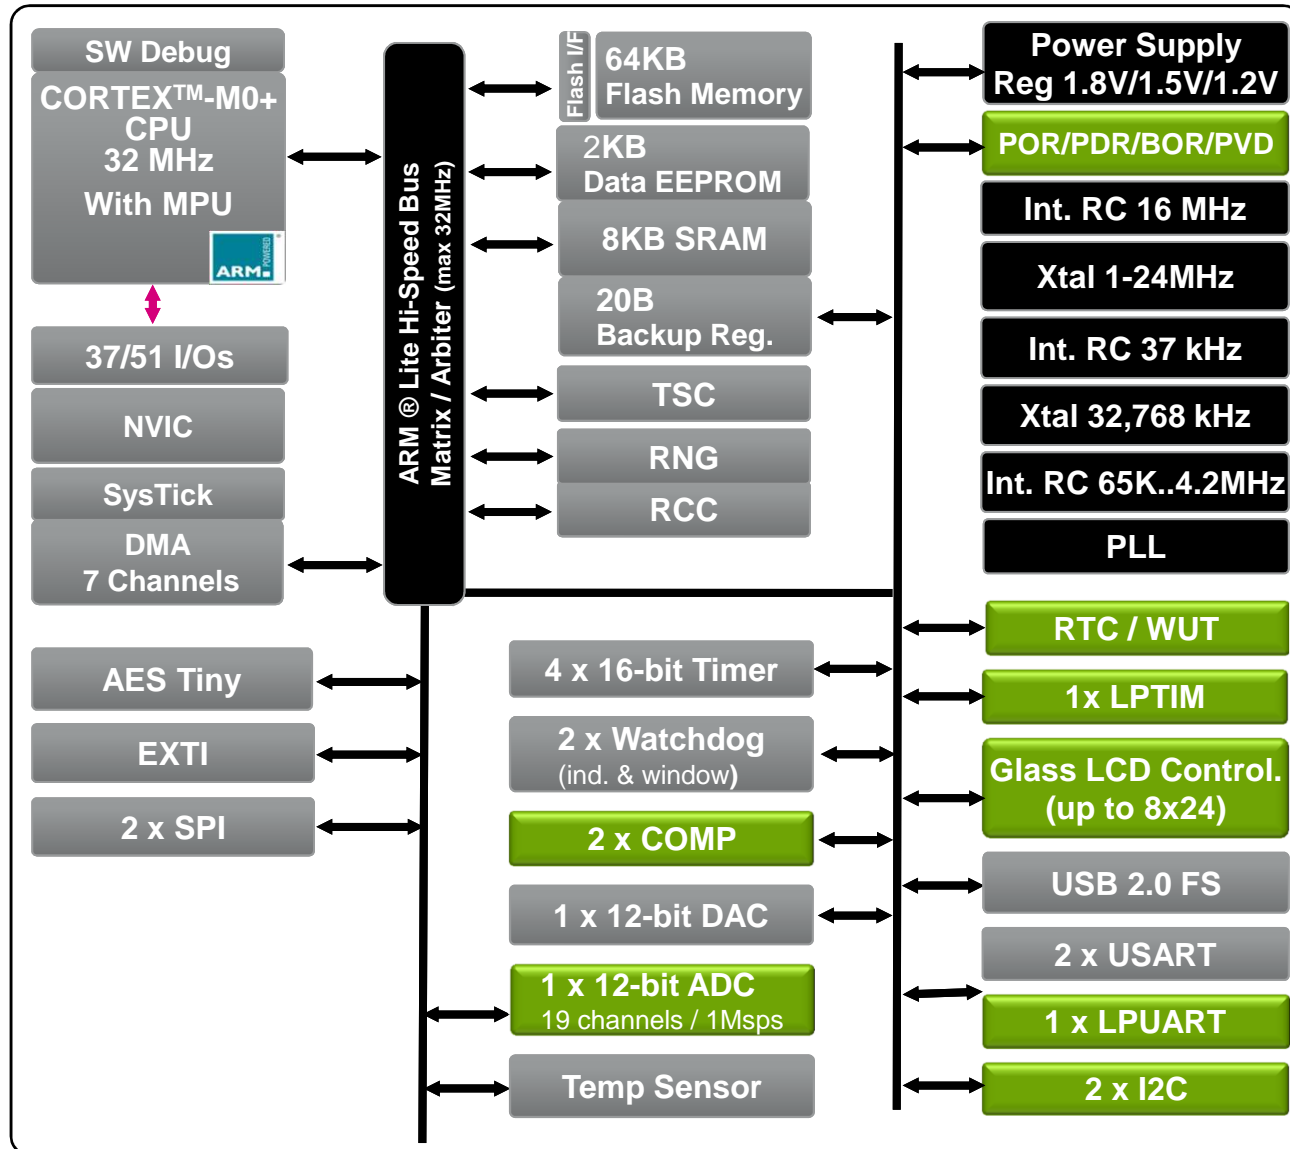 SW Debug
CORTEX™-M0+
CPU
32 MHz
With MPU
ARM POWERED
37/51 I/Os
NVIC
SysTick
DMA
7 Channels
AES Tiny
EXTI
2 x SPI
ARM ® Lite Hi-Speed Bus
Matrix / Arbiter (max 32MHz)
Flash I/F
64KB
Flash Memory
2KB
Data EEPROM
8KB SRAM
20B
Backup Reg.
TSC
RNG
RCC
4 x 16-bit Timer
2 x Watchdog
(ind. & window)
2 x COMP
1 x 12-bit DAC
1 x 12-bit ADC
19 channels / 1Msps
Temp Sensor
Power Supply
Reg 1.8V/1.5V/1.2V
POR/PDR/BOR/PVD
Int. RC 16 MHz
Xtal 1-24MHz
Int. RC 37 kHz
Xtal 32,768 kHz
Int. RC 65K..4.2MHz
PLL
RTC / WUT
1x LPTIM
Glass LCD Control.
(up to 8x24)
USB 2.0 FS
2 x USART
1 x LPUART
2 x I2C